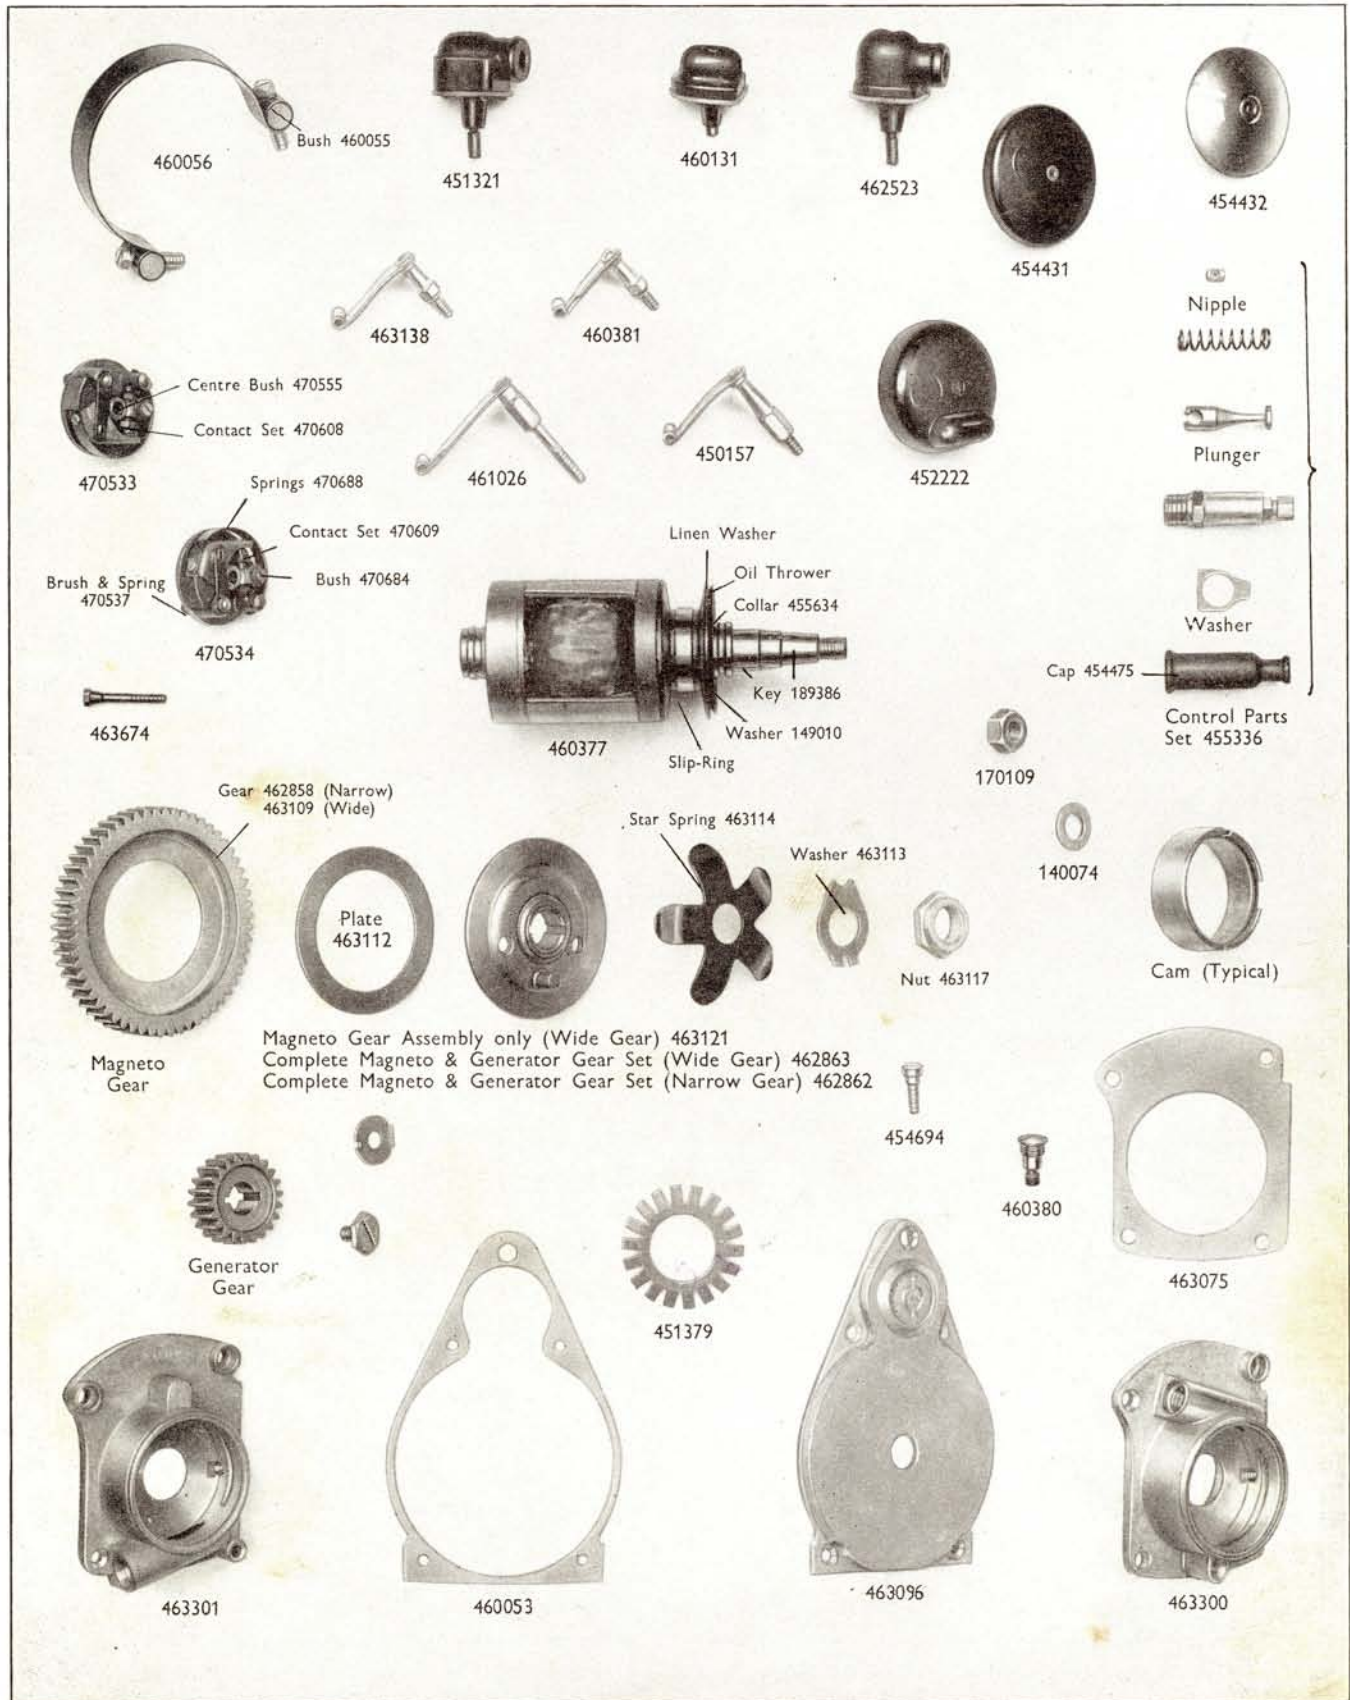 460056
Bush 460055
451321
460131
462523
454431
454432
463138
460381
Nipple
Centre Bush 470555
Contact Set 470608
470533
461026
450157
452222
Plunger
Springs 470688
Contact Set 470609
Bush 470684
Brush & Spring
470537
470534
Linen Washer
Oil Thrower
Collar 455634
Key 189386
Washer 149010
Slip-Ring
460377
Washer
Cap 454475
Control Parts
Set 455336
463674
170109
Gear 462858 (Narrow)
463109 (Wide)
Plate
463112
Star Spring 463114
Washer 463113
Nut 463117
140074
Cam (Typical)
Magneto
Gear
Magneto Gear Assembly only (Wide Gear) 463121
Complete Magneto & Generator Gear Set (Wide Gear) 462863
Complete Magneto & Generator Gear Set (Narrow Gear) 462862
454694
460380
463075
Generator
Gear
451379
463301
460053
463096
463300